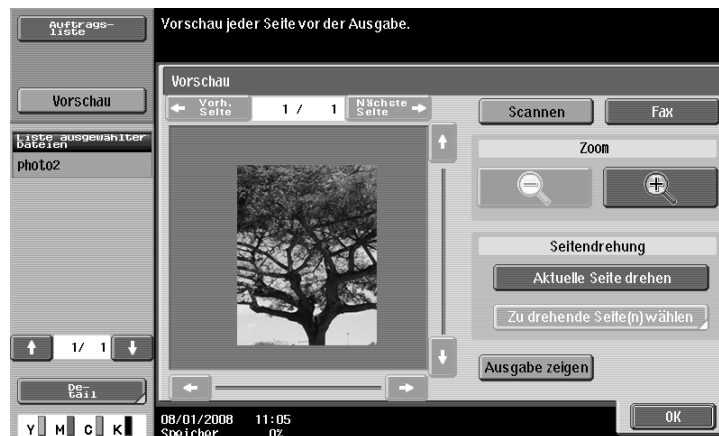 Auftrags-
liste
Vorschau jeder Seite vor der Ausgabe.
Vorschau
Vorschau
Vorh.
Seite
1 / 1
Nächste
Seite
Scannen
Fax
Liste ausgewählter
Dateien
photo2
Zoom
Seitendrehung
Aktuelle Seite drehen
Zu drehende Seite(n) wählen
1/ 1
Ausgabe zeigen
De-
tail
OK
Y M C K
08/01/2008 11:05
Speicher 0%